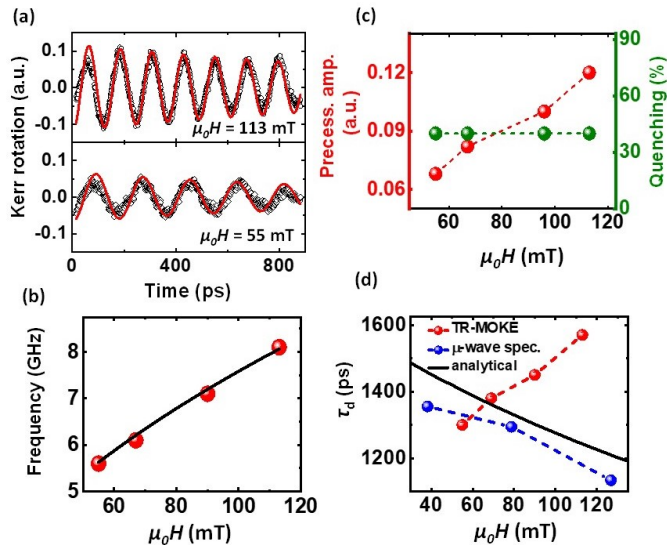 (a)
Kerr rotation (a.u.)
0.1
0.0
-0.1
μ₀H = 113 mT
0.1
0.0
-0.1
μ₀H = 55 mT
0 400 800
Time (ps)
(b)
Frequency (GHz)
8
7
6
5
60 80 100 120
μ₀H (mT)
(c)
Precess. amp.
(a.u.)
0.12
0.09
0.06
90
60
30
0
Quenching (%)
60 80 100 120
μ₀H (mT)
(d)
τd (ps)
1600
1400
1200
TR-MOKE
μ-wave spec.
analytical
40 60 80 100 120
μ₀H (mT)